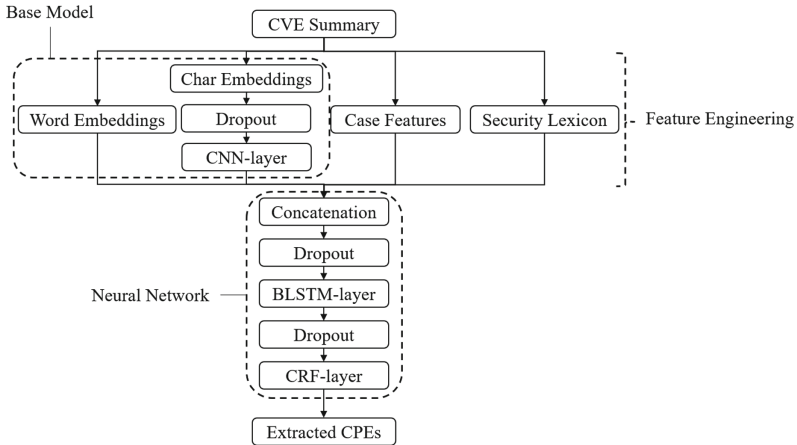 Base Model
CVE Summary
Char Embeddings
Word Embeddings
Dropout
Case Features
Security Lexicon
Feature Engineering
CNN-layer
Concatenation
Dropout
Neural Network
BLSTM-layer
Dropout
CRF-layer
Extracted CPEs